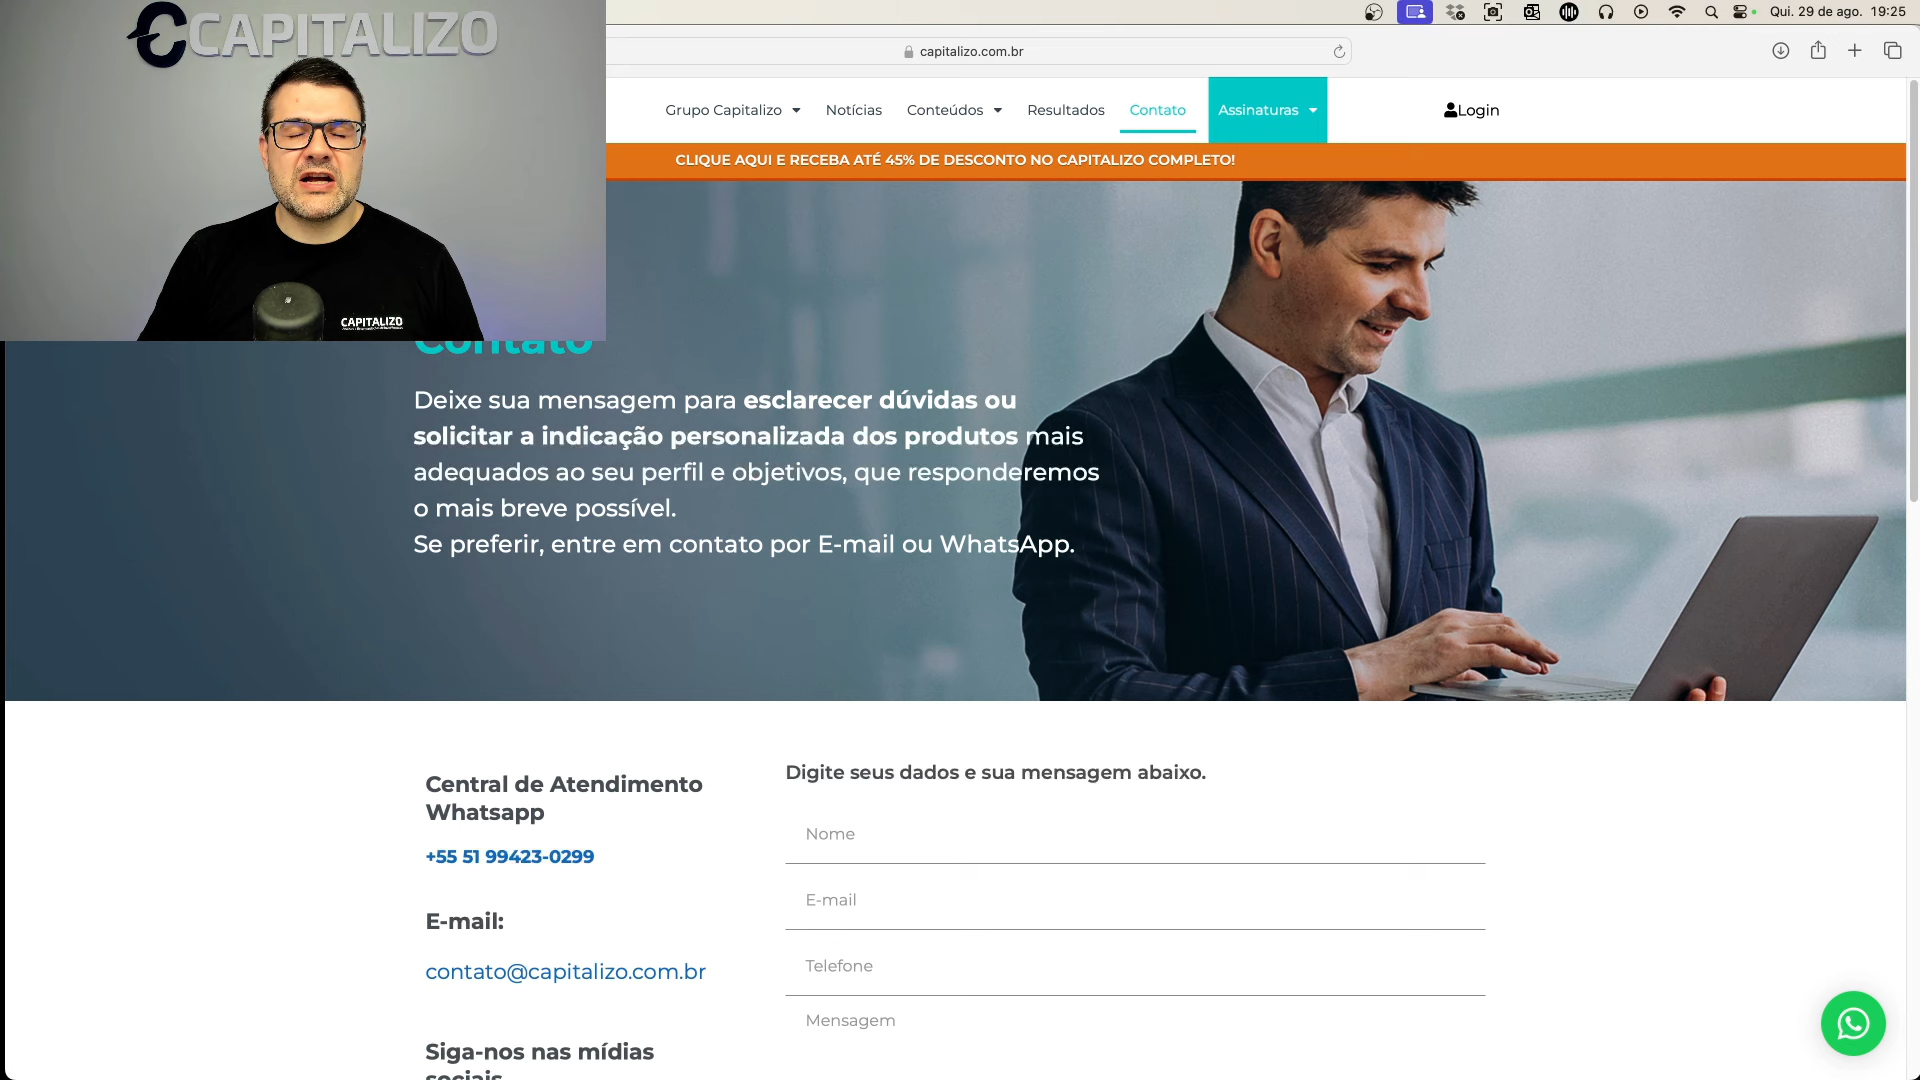 CAPITALIZO
CAPITALIZO
Qui. 29 de ago. 19:25
capitalizo.com.br
Grupo Capitalizo
Notícias
Conteúdos
Resultados
Contato
Assinaturas
Login
CLIQUE AQUI E RECEBA ATÉ 45% DE DESCONTO NO CAPITALIZO COMPLETO!
Contato
Deixe sua mensagem para esclarecer dúvidas ou
solicitar a indicação personalizada dos produtos mais
adequados ao seu perfil e objetivos, que responderemos
o mais breve possível.
Se preferir, entre em contato por E-mail ou WhatsApp.
Central de Atendimento
Whatsapp
+55 51 99423-0299
E-mail:
contato@capitalizo.com.br
Siga-nos nas mídias
sociais
Digite seus dados e sua mensagem abaixo.
Nome
E-mail
Telefone
Mensagem